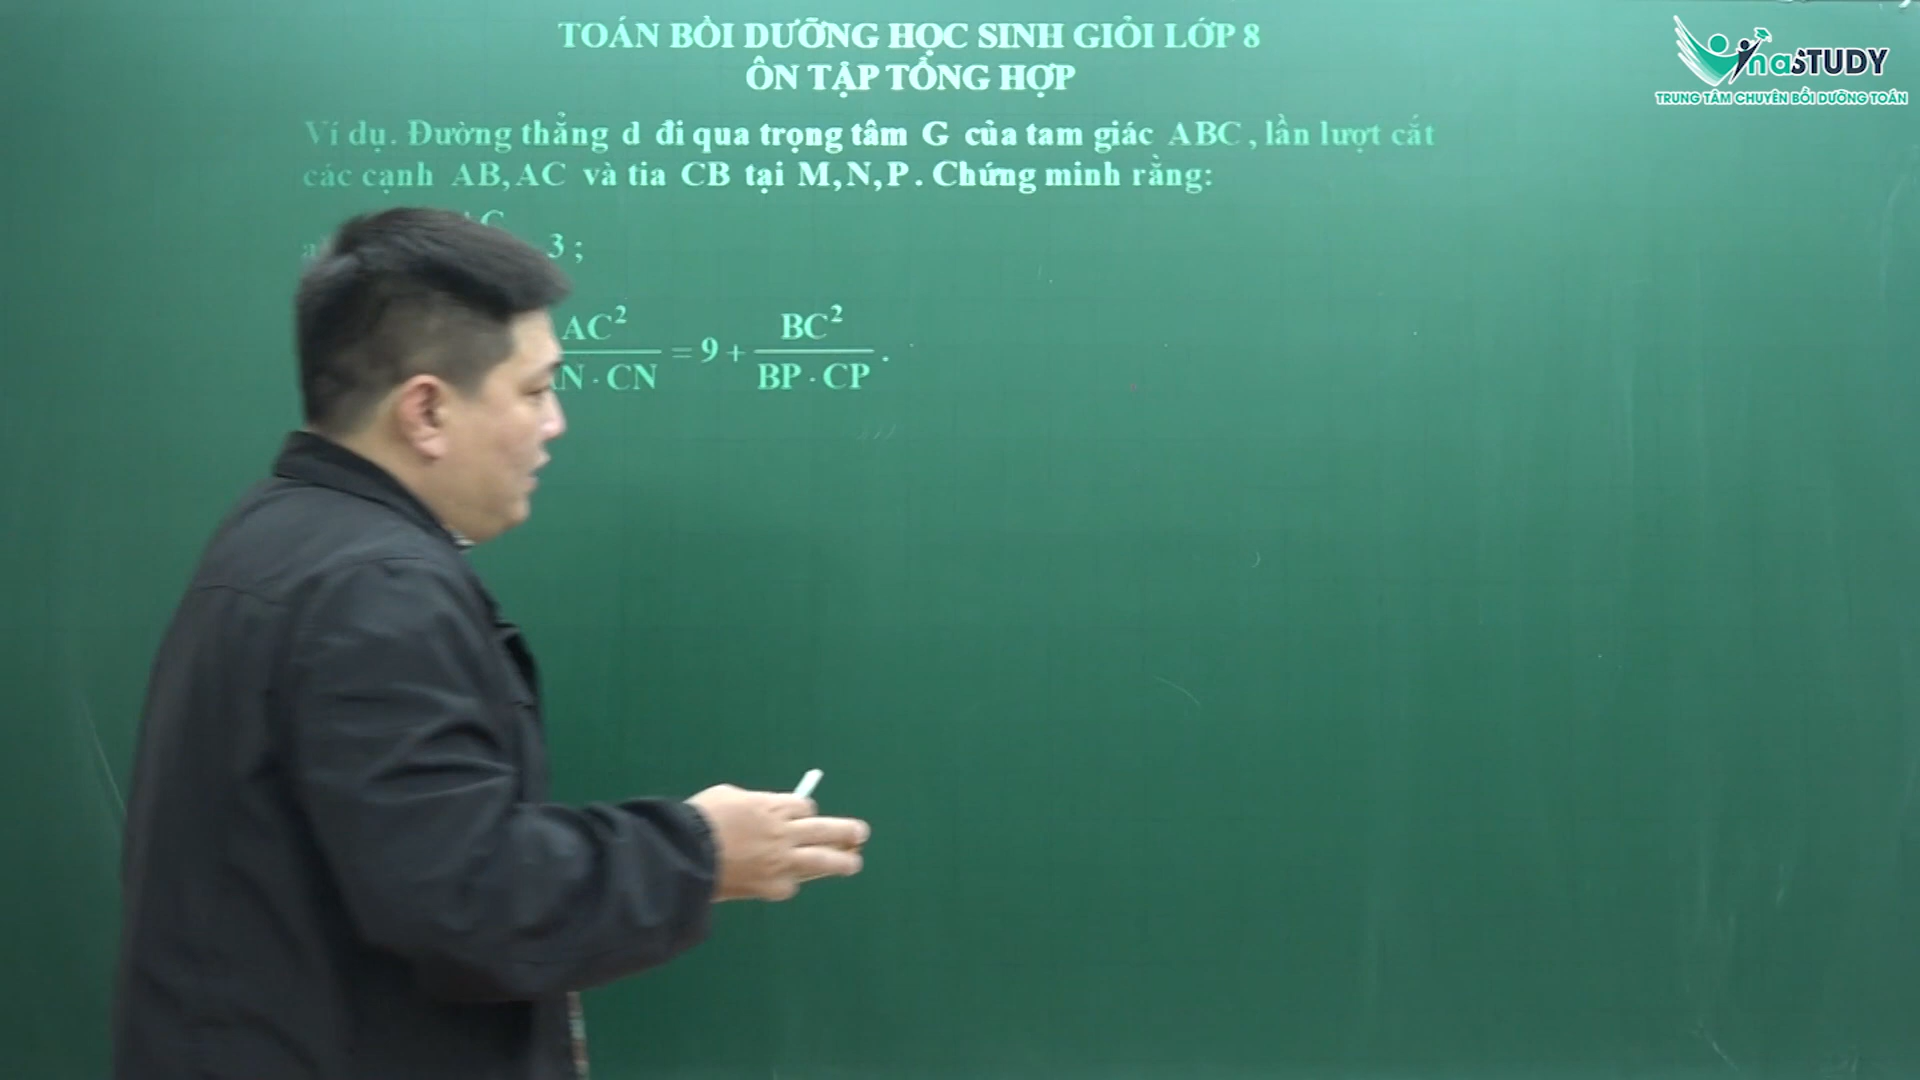 TOÁN BỒI DƯỠNG HỌC SINH GIỎI LỚP 8
ÔN TẬP TỔNG HỢP
VinaSTUDY
TRUNG TÂM CHUYÊN BỒI DƯỠNG TOÁN
Ví dụ. Đường thẳng d đi qua trọng tâm G của tam giác ABC, lần lượt cắt
các cạnh AB, AC và tia CB tại M, N, P. Chứng minh rằng:
3;
AC² / N · CN = 9 + BC² / BP · CP .